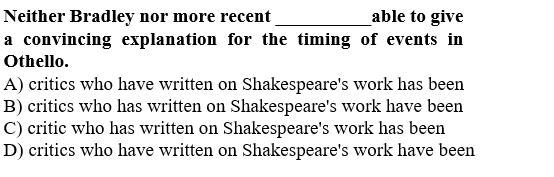 Neither Bradley nor more recent ___________able to give
a convincing explanation for the timing of events in
Othello.
A) critics who have written on Shakespeare's work has been
B) critics who has written on Shakespeare's work have been
C) critic who has written on Shakespeare's work has been
D) critics who have written on Shakespeare's work have been